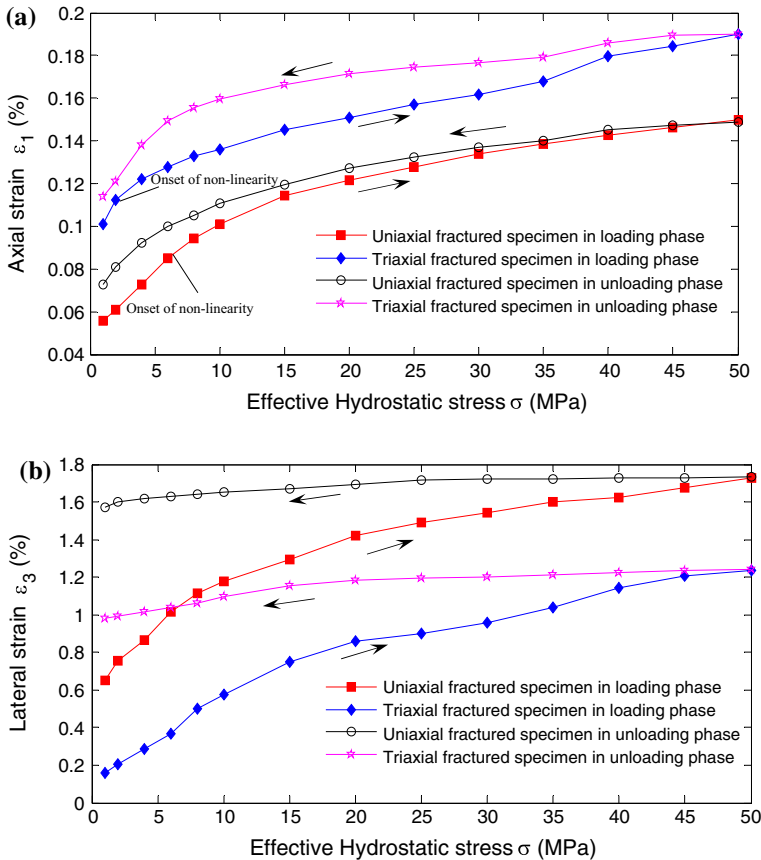 (a)
0.2
0.18
0.16
0.14
0.12
0.1
0.08
0.06
0.04
Axial strain ε1 (%)
Onset of non-linearity
Onset of non-linearity
Uniaxial fractured specimen in loading phase
Triaxial fractured specimen in loading phase
Uniaxial fractured specimen in unloading phase
Triaxial fractured specimen in unloading phase
0 5 10 15 20 25 30 35 40 45 50
Effective Hydrostatic stress σ (MPa)
(b)
1.8
1.6
1.4
1.2
1
0.8
0.6
0.4
0.2
0
Lateral strain ε3 (%)
Uniaxial fractured specimen in loading phase
Triaxial fractured specimen in loading phase
Uniaxial fractured specimen in unloading phase
Triaxial fractured specimen in unloading phase
0 5 10 15 20 25 30 35 40 45 50
Effective Hydrostatic stress σ (MPa)